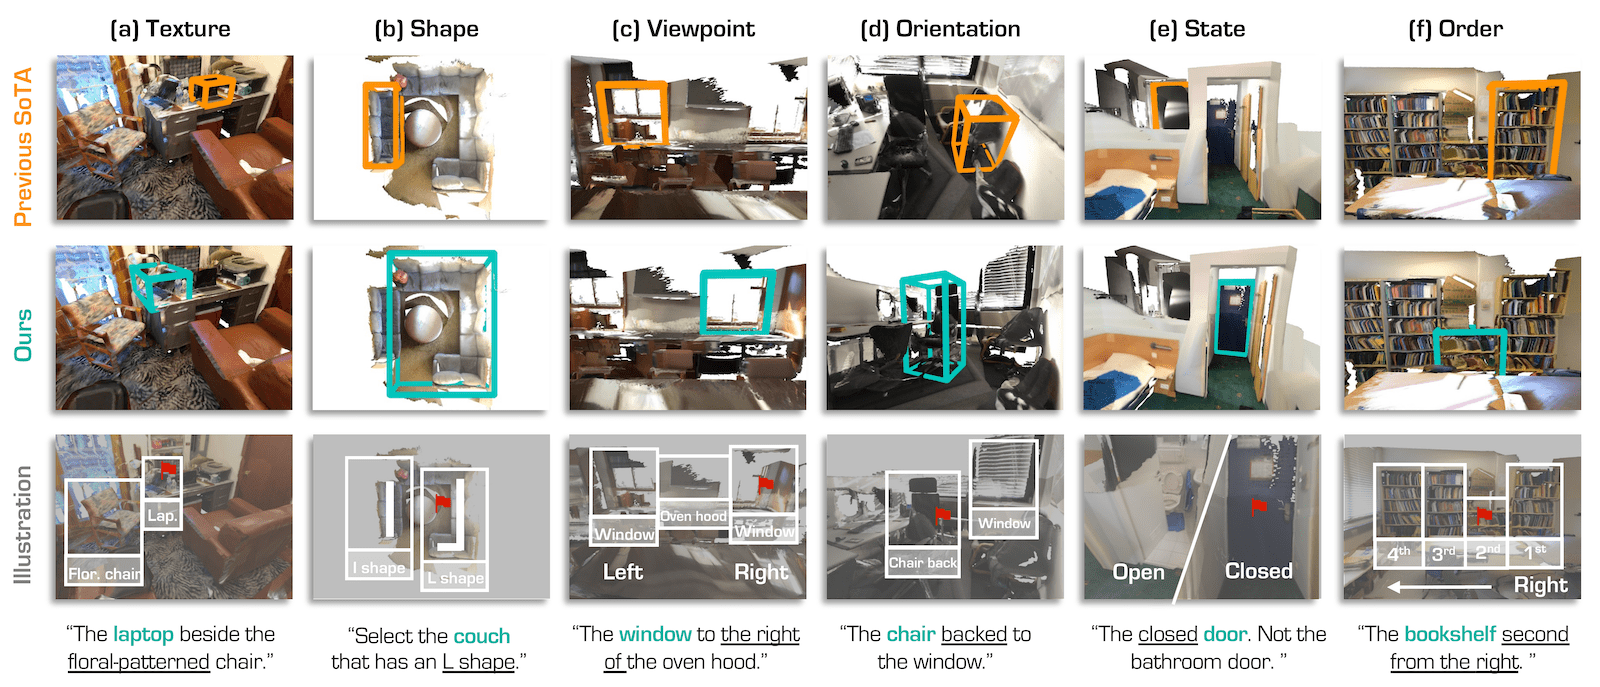 (a) Texture
(b) Shape
(c) Viewpoint
(d) Orientation
(e) State
(f) Order
Previous SoTA
Ours
Illustration
Lap.
Flor. chair
I shape
L shape
Window
Oven hood
Window
Left
Right
Window
Chair back
Open
Closed
4th
3rd
2nd
1st
Right
“The laptop beside the
floral-patterned chair.”
“Select the couch
that has an L shape.”
“The window to the right
of the oven hood.”
“The chair backed to
the window.”
“The closed door. Not the
bathroom door. ”
“The bookshelf second
from the right. ”